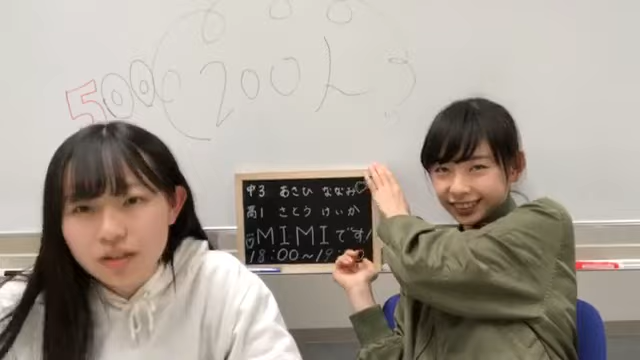 500
200人
中3 あさひ ななみ♡
高1 さとう けいか
MIMIです!
18:00~19: